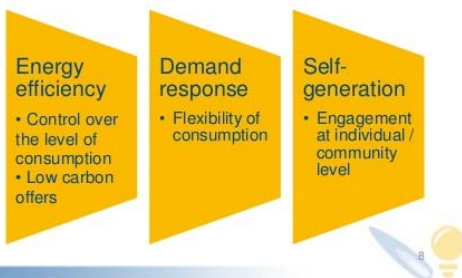 Energy
efficiency
• Control over
the level of
consumption
• Low carbon
offers
Demand
response
• Flexibility of
consumption
Self-
generation
• Engagement
at individual /
community
level
8